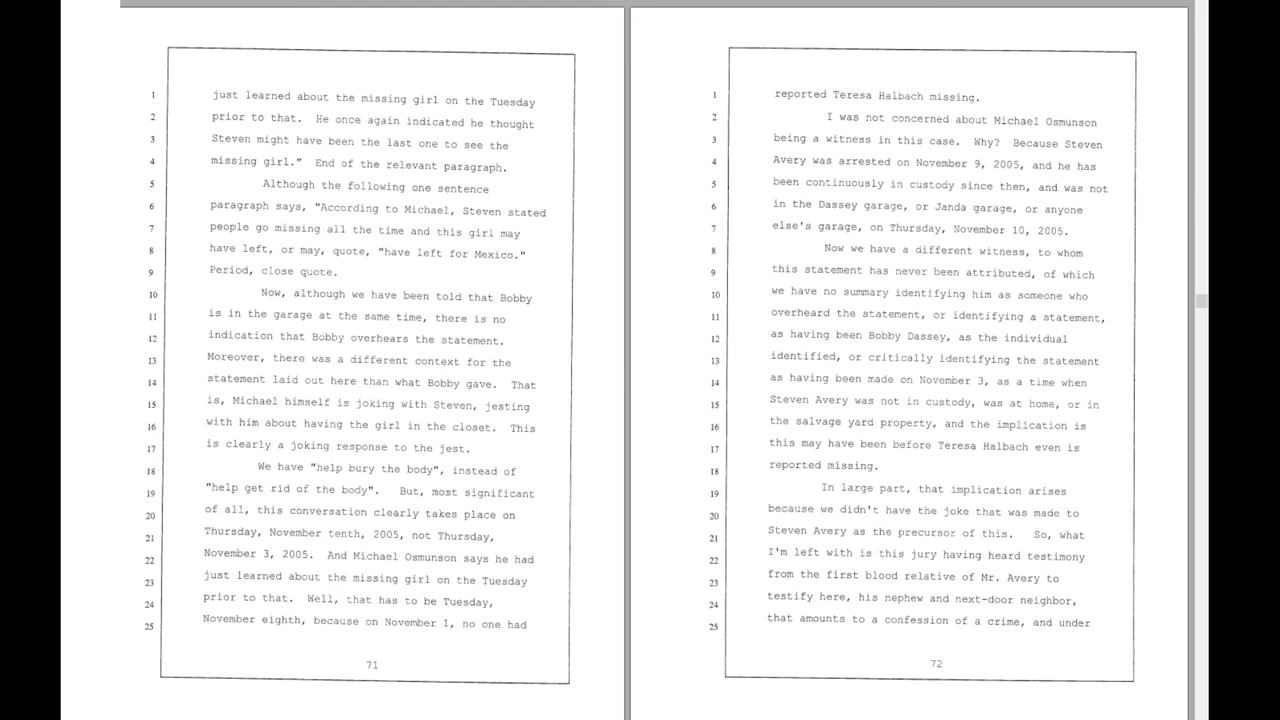 1 just learned about the missing girl on the Tuesday
2 prior to that. He once again indicated he thought
3 Steven might have been the last one to see the
4 missing girl." End of the relevant paragraph.
5 Although the following one sentence
6 paragraph says, "According to Michael, Steven stated
7 people go missing all the time and this girl may
8 have left, or may, quote, "have left for Mexico."
9 Period, close quote.
10 Now, although we have been told that Bobby
11 is in the garage at the same time, there is no
12 indication that Bobby overhears the statement.
13 Moreover, there was a different context for the
14 statement laid out here than what Bobby gave. That
15 is, Michael himself is joking with Steven, jesting
16 with him about having the girl in the closet. This
17 is clearly a joking response to the jest.
18 We have "help bury the body", instead of
19 "help get rid of the body". But, most significant
20 of all, this conversation clearly takes place on
21 Thursday, November tenth, 2005, not Thursday,
22 November 3, 2005. And Michael Osmunson says he had
23 just learned about the missing girl on the Tuesday
24 prior to that. Well, that has to be Tuesday,
25 November eighth, because on November 1, no one had
71
1 reported Teresa Halbach missing.
2 I was not concerned about Michael Osmunson
3 being a witness in this case. Why? Because Steven
4 Avery was arrested on November 9, 2005, and he has
5 been continuously in custody since then, and was not
6 in the Dassey garage, or Janda garage, or anyone
7 else's garage, on Thursday, November 10, 2005.
8 Now we have a different witness, to whom
9 this statement has never been attributed, of which
10 we have no summary identifying him as someone who
11 overheard the statement, or identifying a statement,
12 as having been Bobby Dassey, as the individual
13 identified, or critically identifying the statement
14 as having been made on November 3, as a time when
15 Steven Avery was not in custody, was at home, or in
16 the salvage yard property, and the implication is
17 this may have been before Teresa Halbach even is
18 reported missing.
19 In large part, that implication arises
20 because we didn't have the joke that was made to
21 Steven Avery as the precursor of this. So, what
22 I'm left with is this jury having heard testimony
23 from the first blood relative of Mr. Avery to
24 testify here, his nephew and next-door neighbor,
25 that amounts to a confession of a crime, and under
72